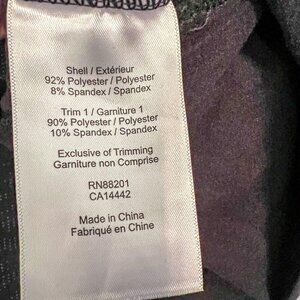 Shell / Extérieur
92% Polyester / Polyester
8% Spandex / Spandex
Trim 1 / Garniture 1
90% Polyester / Polyester
10% Spandex / Spandex
Exclusive of Trimming
Garniture non Comprise
RN88201
CA14442
Made in China
Fabriqué en Chine